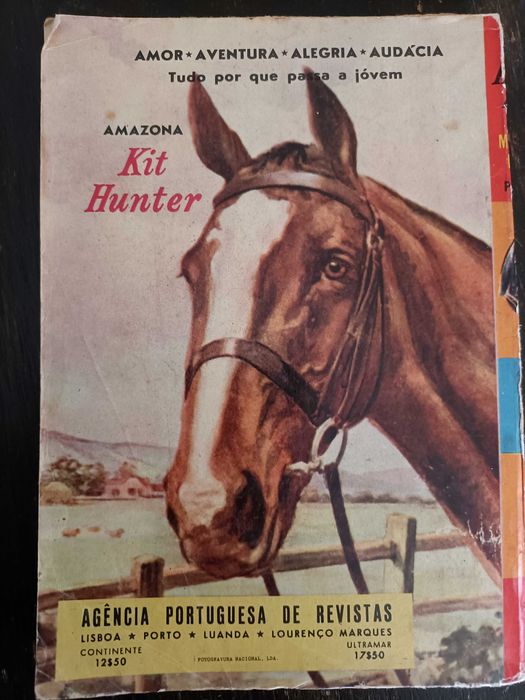 AMOR★AVENTURA★ALEGRIA★AUDÁCIA
Tudo por que passa a jóvem
AMAZONA
Kit
Hunter
AGÊNCIA PORTUGUESA DE REVISTAS
LISBOA ★ PORTO ★ LUANDA ★ LOURENÇO MARQUES
CONTINENTE
12$50
FOTOGRAVURA NACIONAL, LDA.
ULTRAMAR
17$50